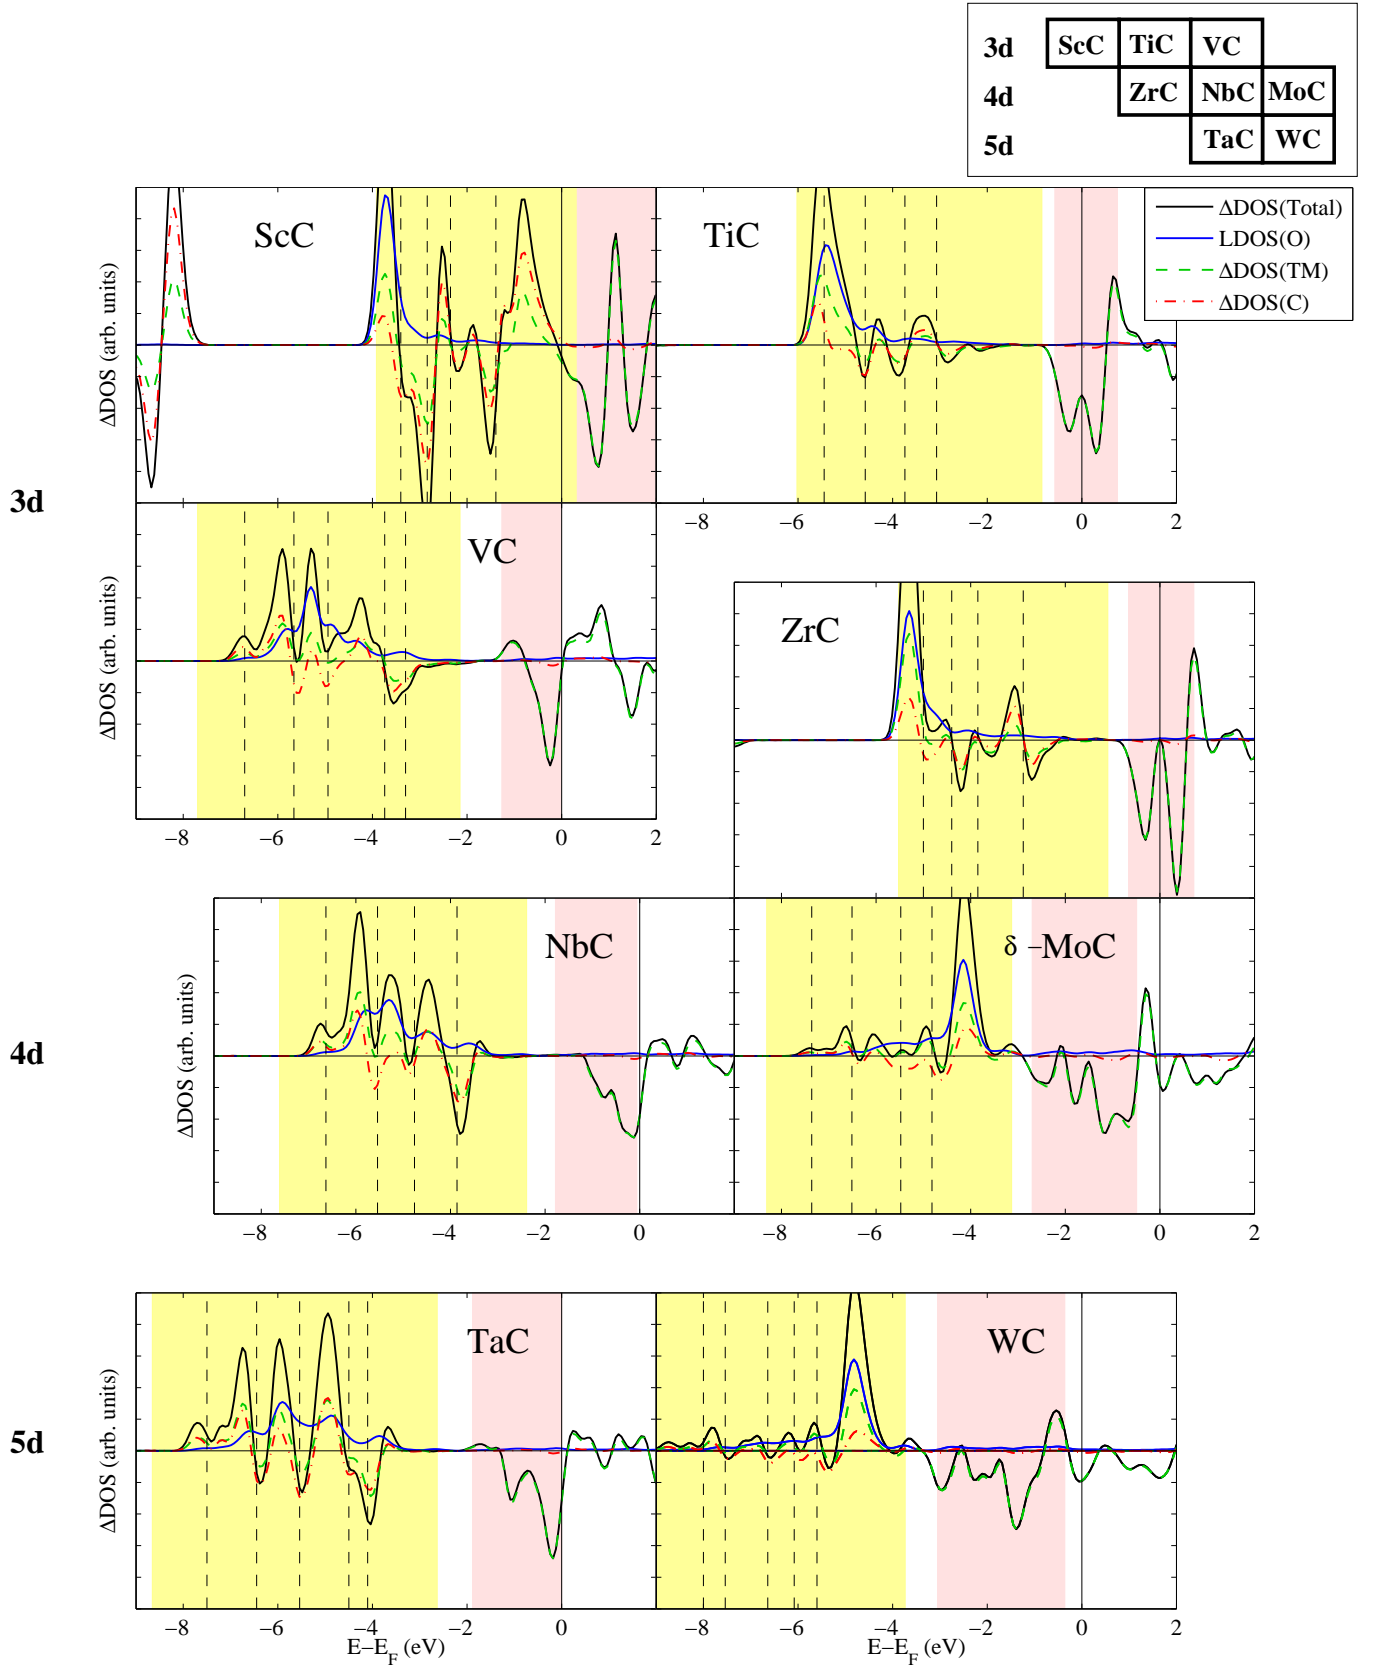 3d ScC TiC VC
4d ZrC NbC MoC
5d TaC WC
ΔDOS(Total)
LDOS(O)
ΔDOS(TM)
ΔDOS(C)
ScC
TiC
ΔDOS (arb. units)
3d
−8 −6 −4 −2 0 2
VC
ΔDOS (arb. units)
−8 −6 −4 −2 0 2
ZrC
NbC
δ −MoC
ΔDOS (arb. units)
4d
−8 −6 −4 −2 0
−8 −6 −4 −2 0 2
TaC
WC
ΔDOS (arb. units)
5d
−8 −6 −4 −2 0
−8 −6 −4 −2 0 2
E−E_F (eV)
E−E_F (eV)